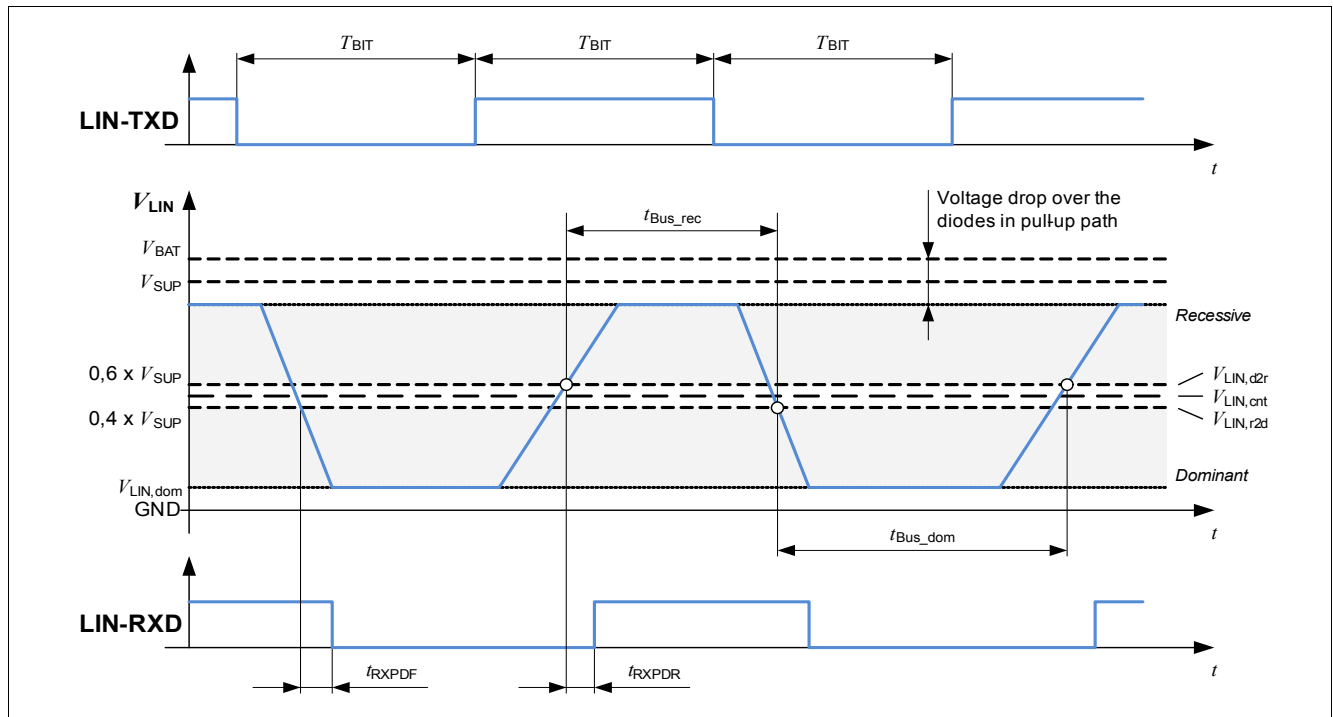 TBIT TBIT TBIT
LIN-TXD
t
VLIN
Voltage drop over the
diodes in pull-up path
tBus_rec
VBAT
VSUP
Recessive
0,6 x VSUP
VLIN,d2r
VLIN,cnt
0,4 x VSUP
VLIN,r2d
VLIN,dom
Dominant
GND
t
tBus_dom
LIN-RXD
t
tRXPDF
tRXPDR